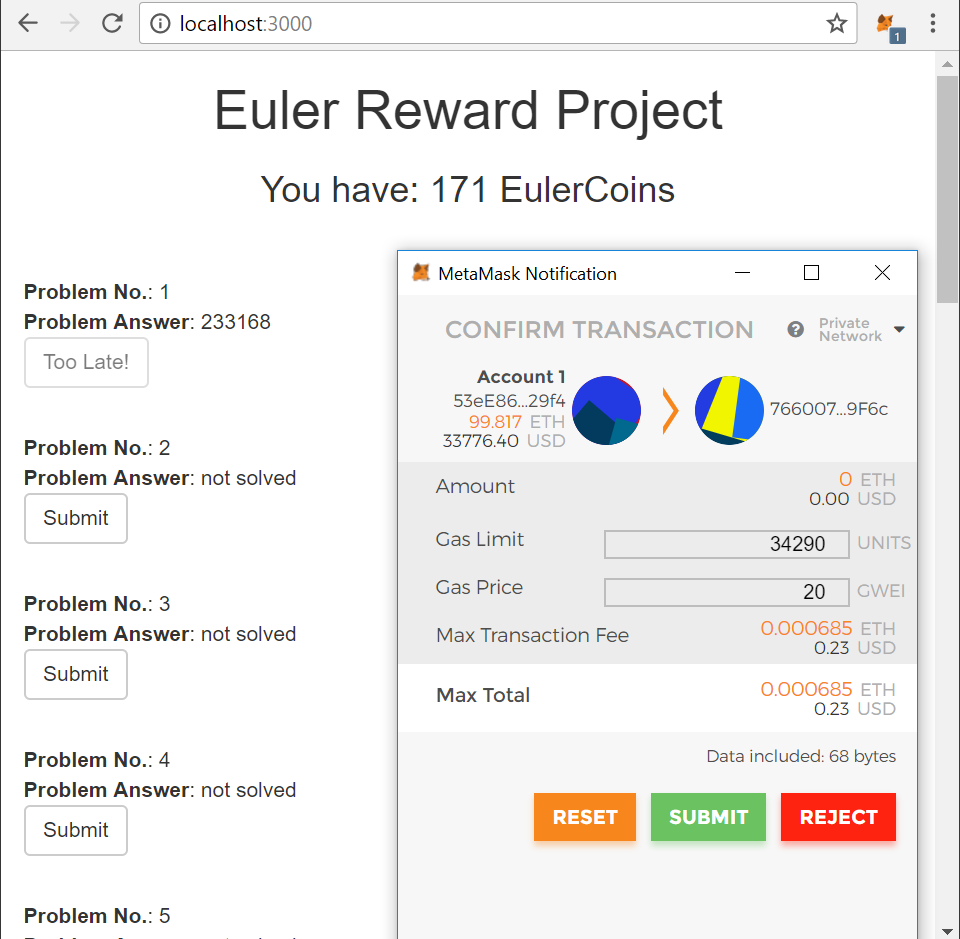 localhost:3000
1
Euler Reward Project
You have: 171 EulerCoins
Problem No.: 1
Problem Answer: 233168
Too Late!
Problem No.: 2
Problem Answer: not solved
Submit
Problem No.: 3
Problem Answer: not solved
Submit
Problem No.: 4
Problem Answer: not solved
Submit
Problem No.: 5
MetaMask Notification
CONFIRM TRANSACTION
? Private
Network
Account 1
53eE86...29f4
99.817 ETH
33776.40 USD
766007...9F6c
Amount
0 ETH
0.00 USD
Gas Limit 34290 UNITS
Gas Price 20 GWEI
Max Transaction Fee
0.000685 ETH
0.23 USD
Max Total
0.000685 ETH
0.23 USD
Data included: 68 bytes
RESET SUBMIT REJECT